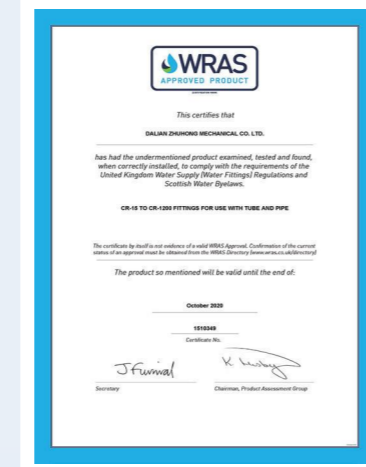 WRAS
APPROVED PRODUCT
This certifies that
DALIAN ZHUHONG MECHANICAL CO. LTD.
has had the undermentioned product examined, tested and found,
when correctly installed, to comply with the requirements of the
United Kingdom Water Supply (Water Fittings) Regulations and
Scottish Water Byelaws.
CR-15 TO CR-1200 FITTINGS FOR USE WITH TUBE AND PIPE
The certificate by itself is not evidence of a valid WRAS Approval. Confirmation of the current
status of an approval must be obtained from the WRAS Directory (www.wras.co.uk/directory)
The product so mentioned will be valid until the end of:
October 2020
1510349
Certificate No.
J Furnival
Secretary
Chairman, Product Assessment Group